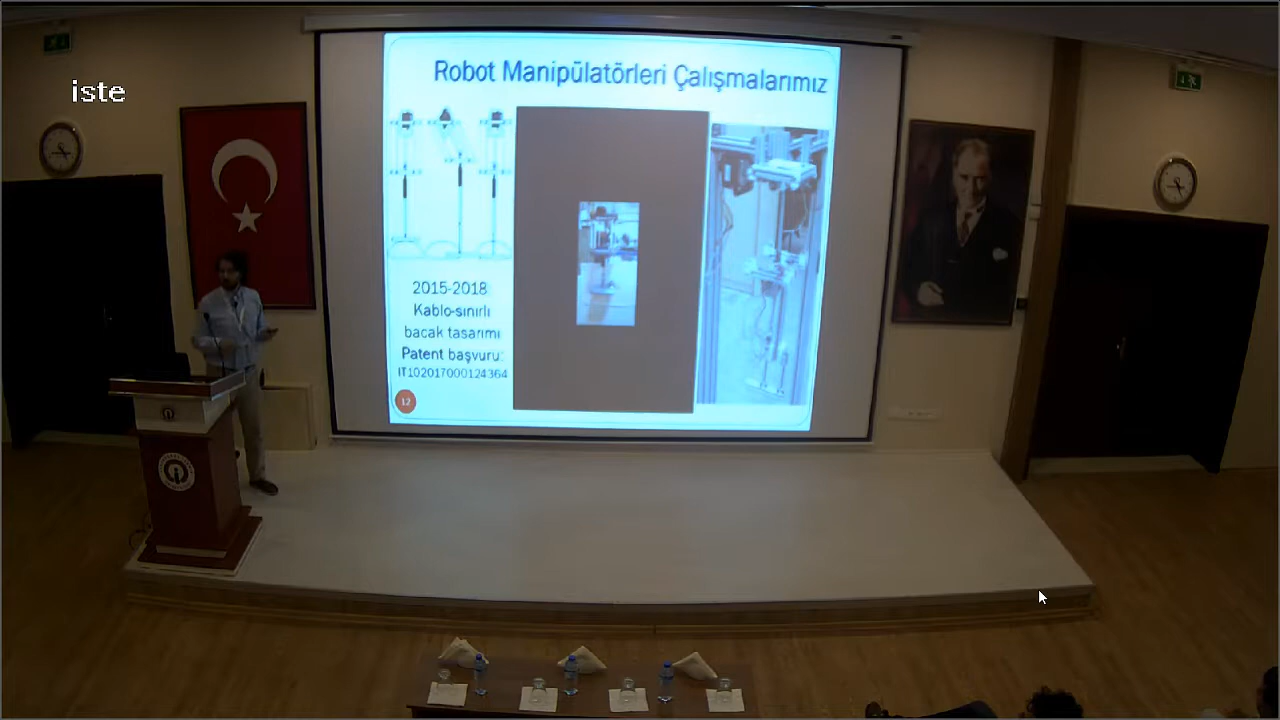 iste
Robot Manipülatörleri Çalışmalarımız
2015-2018
Kablo-sınırlı
bacak tasarımı
Patent başvuru:
IT102017000124364
12